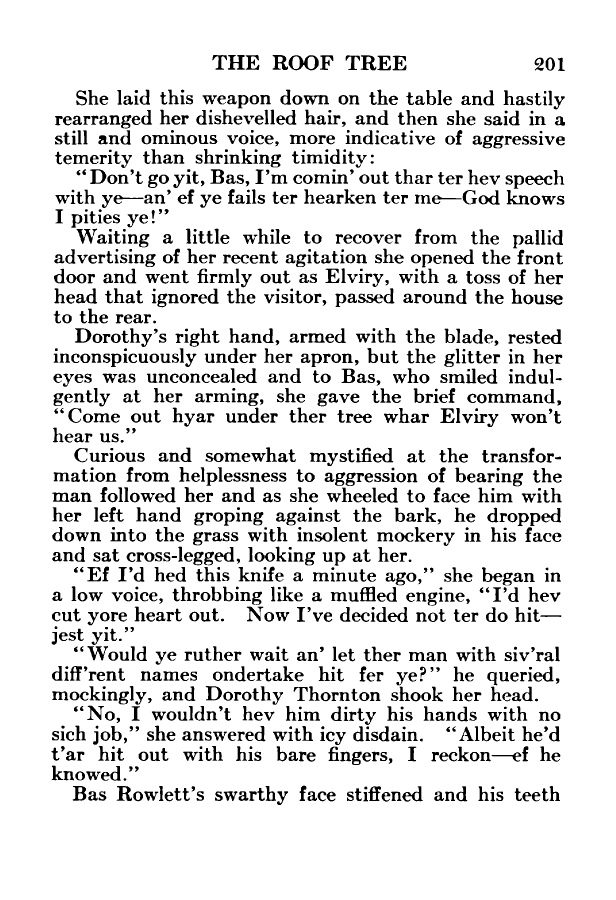 THE ROOF TREE 201
She laid this weapon down on the table and hastily
rearranged her dishevelled hair, and then she said in a
still and ominous voice, more indicative of aggressive
temerity than shrinking timidity:
“Don’t go yit, Bas, I’m comin’ out thar ter hev speech
with ye—an’ ef ye fails ter hearken ter me—God knows
I pities ye!”
Waiting a little while to recover from the pallid
advertising of her recent agitation she opened the front
door and went firmly out as Elviry, with a toss of her
head that ignored the visitor, passed around the house
to the rear.
Dorothy’s right hand, armed with the blade, rested
inconspicuously under her apron, but the glitter in her
eyes was unconcealed and to Bas, who smiled indul-
gently at her arming, she gave the brief command,
“Come out hyar under ther tree whar Elviry won’t
hear us.”
Curious and somewhat mystified at the transfor-
mation from helplessness to aggression of bearing the
man followed her and as she wheeled to face him with
her left hand groping against the bark, he dropped
down into the grass with insolent mockery in his face
and sat cross-legged, looking up at her.
“Ef I’d hed this knife a minute ago,” she began in
a low voice, throbbing like a muffled engine, “I’d hev
cut yore heart out. Now I’ve decided not ter do hit—
jest yit.”
“Would ye ruther wait an’ let ther man with siv’ral
diff’rent names ondertake hit fer ye?” he queried,
mockingly, and Dorothy Thornton shook her head.
“No, I wouldn’t hev him dirty his hands with no
sich job,” she answered with icy disdain. “Albeit he’d
t’ar hit out with his bare fingers, I reckon—ef he
knowed.”
Bas Rowlett’s swarthy face stiffened and his teeth